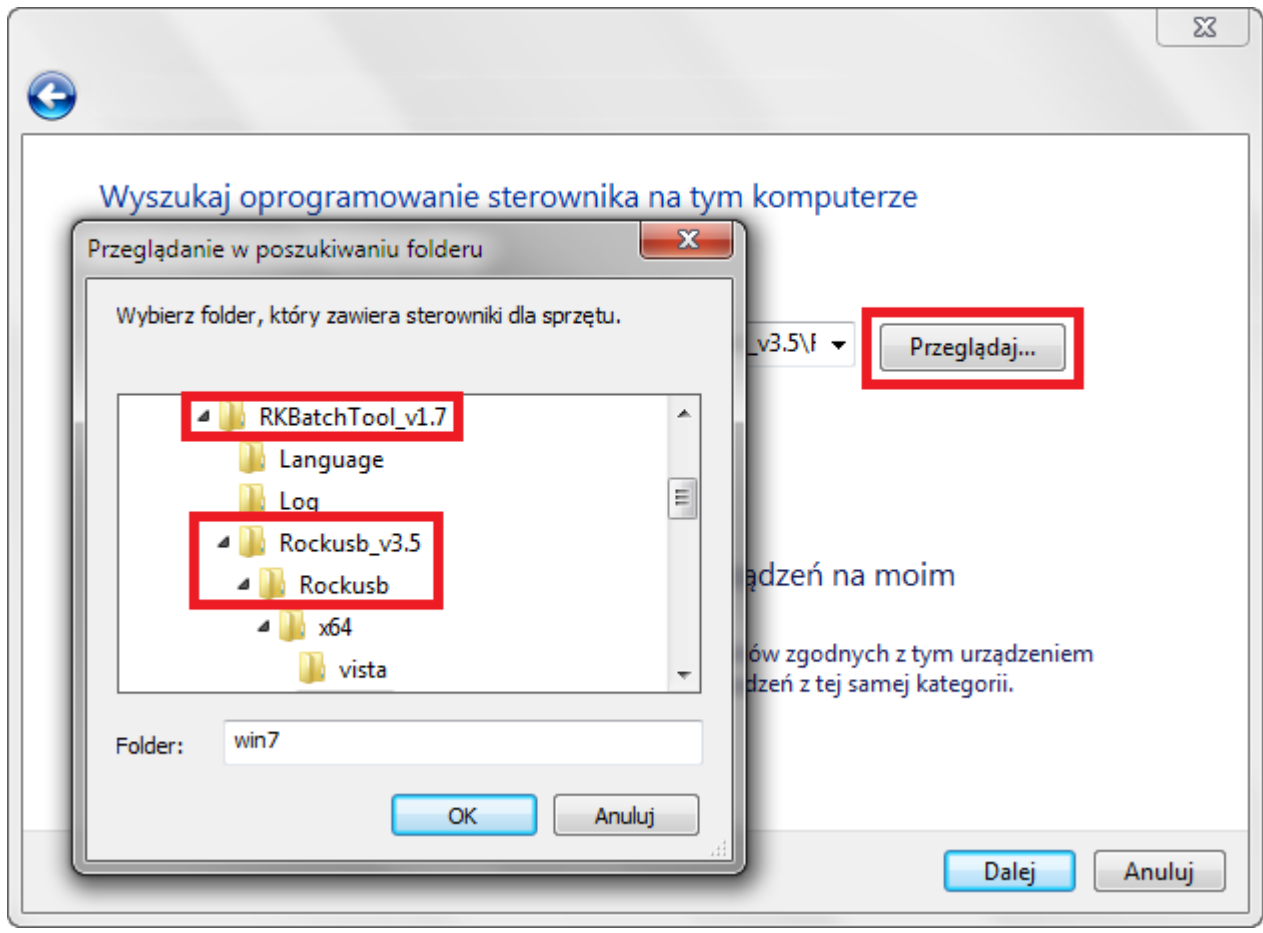 Wyszukaj oprogramowanie sterownika na tym komputerze
Przeglądanie w poszukiwaniu folderu
Wybierz folder, który zawiera sterowniki dla sprzętu.
_v3.5\
Przeglądaj...
RKBatchTool_v1.7
Language
Log
Rockusb_v3.5
Rockusb
x64
vista
ądzeń na moim
ów zgodnych z tym urządzeniem
dzeń z tej samej kategorii.
Folder: win7
OK Anuluj
Dalej Anuluj